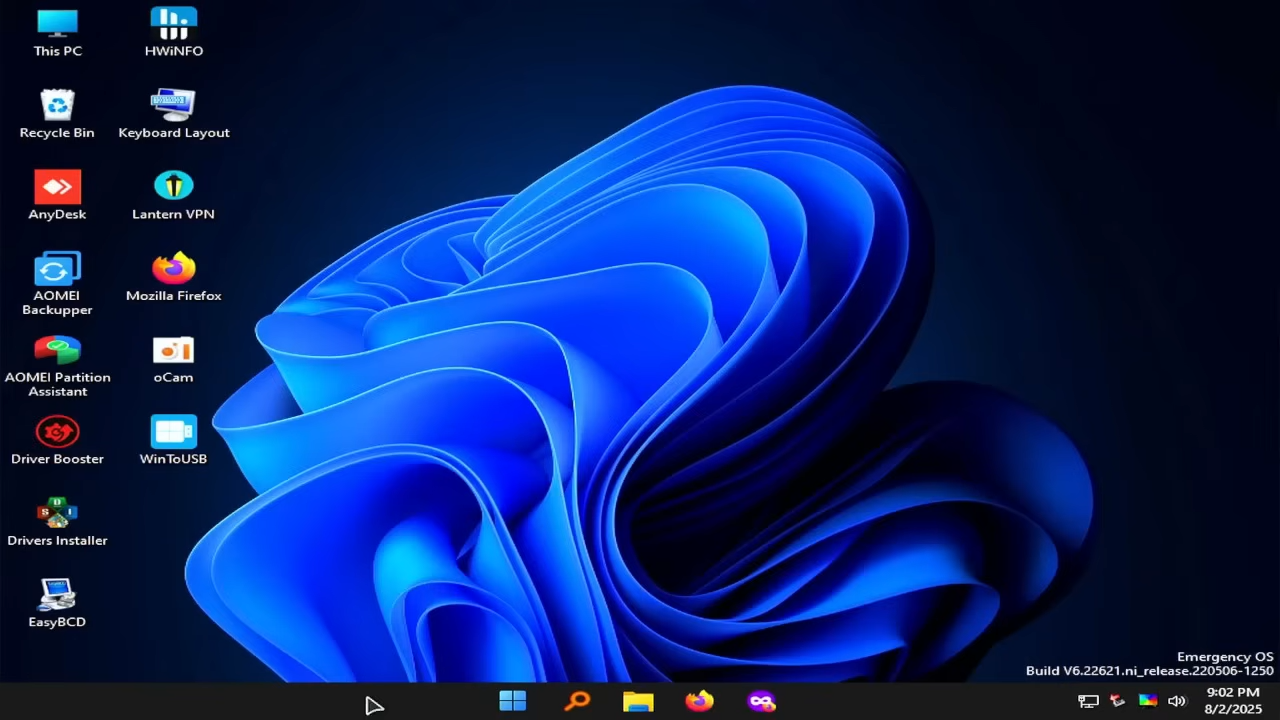 This PC
HWiNFO
Recycle Bin
Keyboard Layout
AnyDesk
Lantern VPN
AOMEI
Backupper
Mozilla Firefox
AOMEI Partition
Assistant
oCam
Driver Booster
WinToUSB
Drivers Installer
EasyBCD
Emergency OS
Build V6.22621.ni_release.220506-1250
9:02 PM
8/2/2025